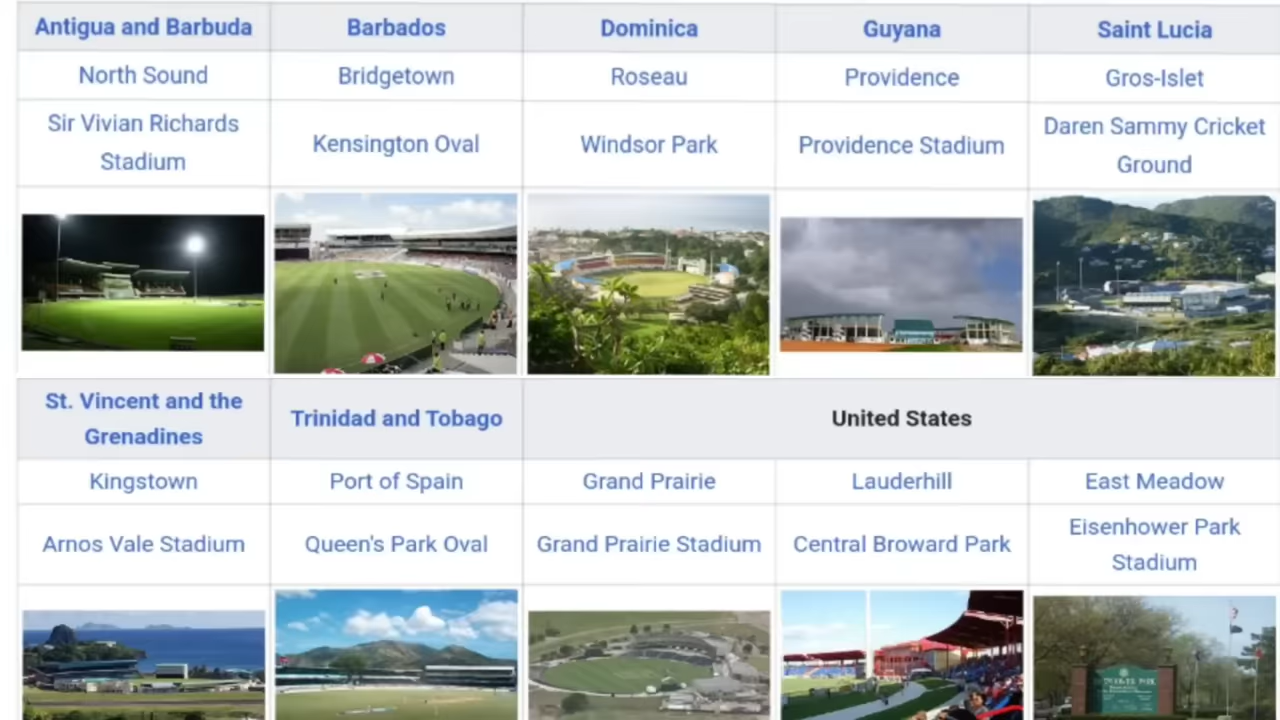 Antigua and Barbuda
Barbados
Dominica
Guyana
Saint Lucia
North Sound
Bridgetown
Roseau
Providence
Gros-Islet
Sir Vivian Richards
Stadium
Kensington Oval
Windsor Park
Providence Stadium
Daren Sammy Cricket
Ground
St. Vincent and the
Grenadines
Trinidad and Tobago
United States
Kingstown
Port of Spain
Grand Prairie
Lauderhill
East Meadow
Arnos Vale Stadium
Queen's Park Oval
Grand Prairie Stadium
Central Broward Park
Eisenhower Park
Stadium